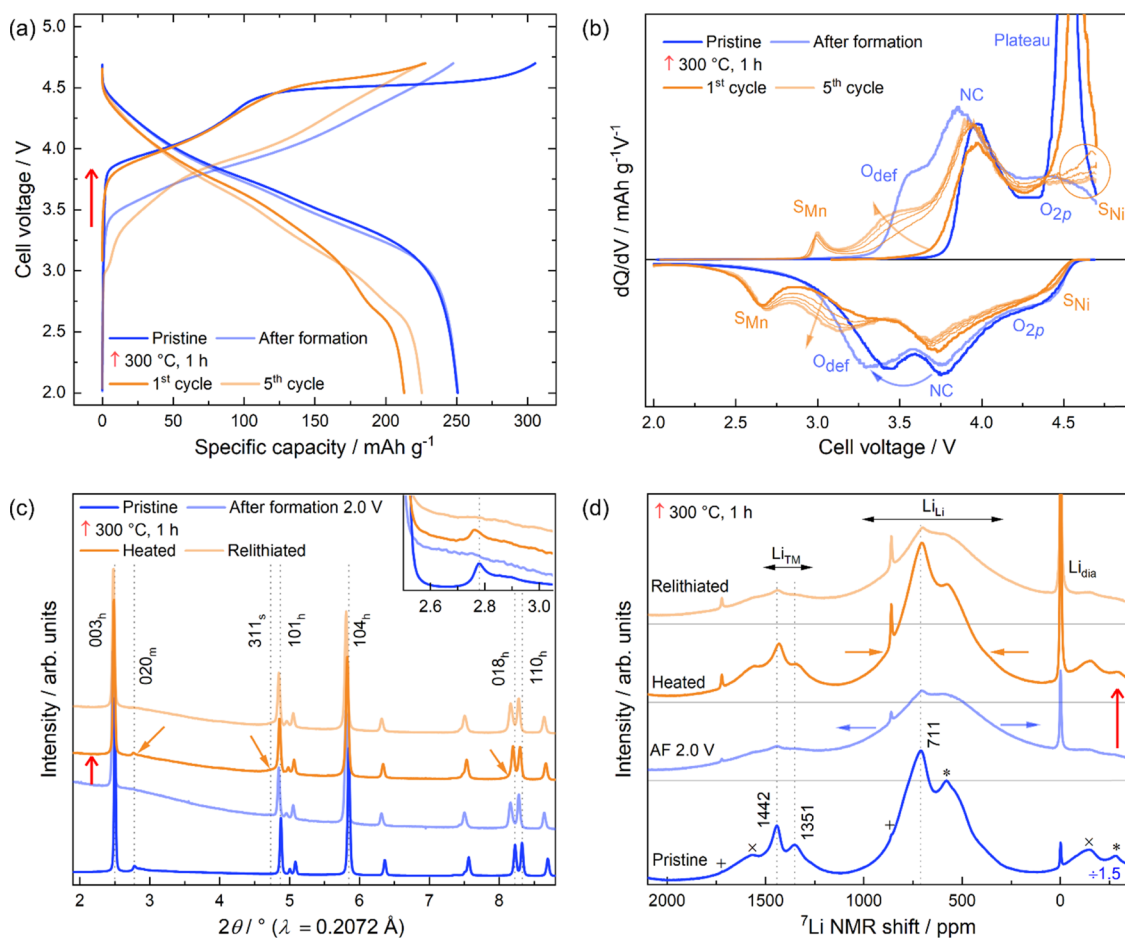 (a)
5.0
Pristine After formation
↑ 300 °C, 1 h
1st cycle 5th cycle
4.5
4.0
3.5
3.0
2.5
2.0
Cell voltage / V
0 50 100 150 200 250 300
Specific capacity / mAh g-1
(b)
Pristine After formation
↑ 300 °C, 1 h
1st cycle 5th cycle
Plateau
NC
Odef
SMn
O2p
SNi
SMn
Odef
NC
O2p
SNi
dQ/dV / mAh g-1V-1
2.0 2.5 3.0 3.5 4.0 4.5
Cell voltage / V
(c)
Pristine After formation 2.0 V
↑ 300 °C, 1 h
Heated Relithiated
2.6 2.8 3.0
003h
020m
311s
101h
104h
018h
110h
Intensity / arb. units
2 3 4 5 6 7 8
2θ / ° (λ = 0.2072 Å)
(d)
↑ 300 °C, 1 h
LiLi
LiTM
Lidia
Relithiated
Heated
AF 2.0 V
711
1442
1351
Pristine
+ × + * × *
÷1.5
Intensity / arb. units
2000 1500 1000 500 0
7Li NMR shift / ppm